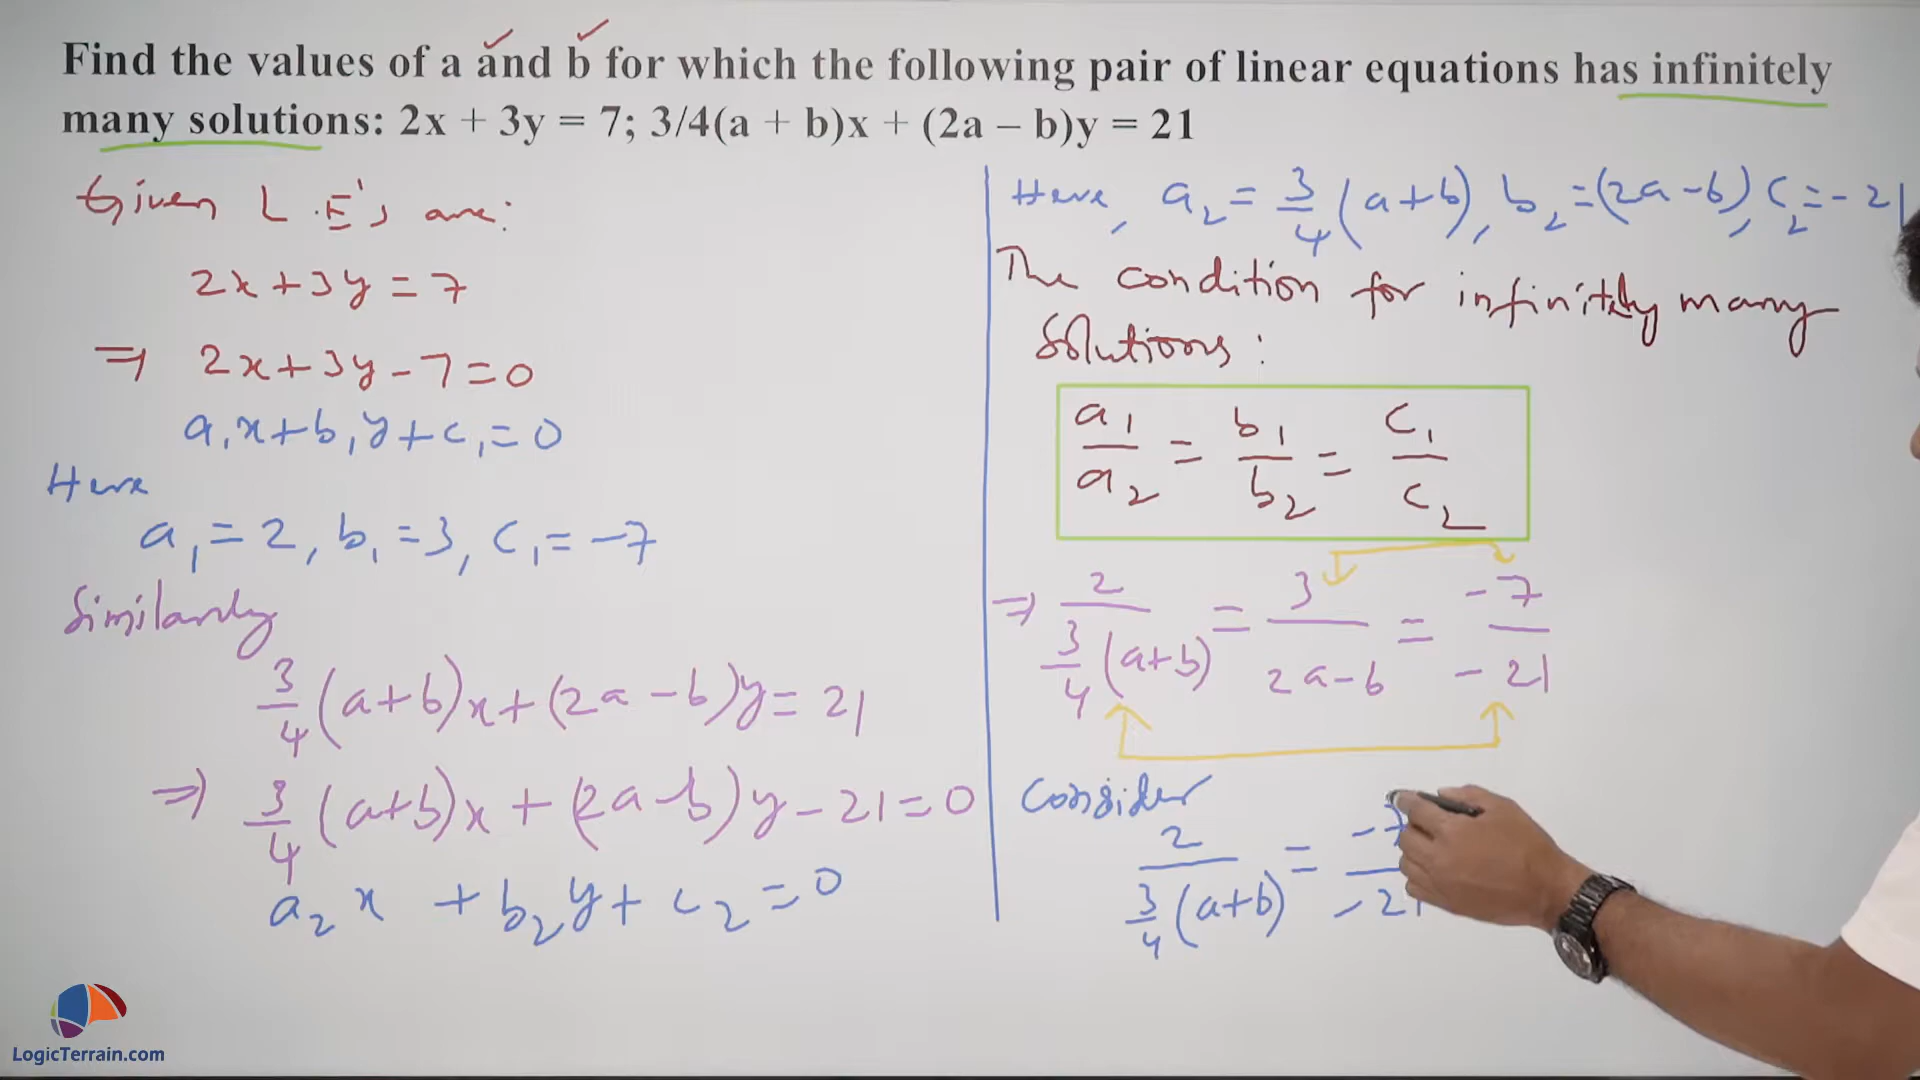 Find the values of a and b for which the following pair of linear equations has infinitely
many solutions: 2x + 3y = 7; 3/4(a + b)x + (2a – b)y = 21
Given L.E's are:
2x+3y=7
⇒ 2x+3y-7=0
a₁x+b₁y+c₁=0
Here
a₁=2, b₁=3, c₁=-7
Similarly
3/4(a+b)x+(2a-b)y=21
⇒ 3/4(a+b)x+(2a-b)y-21=0
a₂x+b₂y+c₂=0
Here, a₂=3/4(a+b), b₂=(2a-b), c₂=-21
The condition for infinitely many
Solutions:
a₁/a₂ = b₁/b₂ = c₁/c₂
⇒ 2/(3/4(a+b)) = 3/(2a-b) = -7/-21
Consider
2/(3/4(a+b)) = -7/-21
LogicTerrain.com